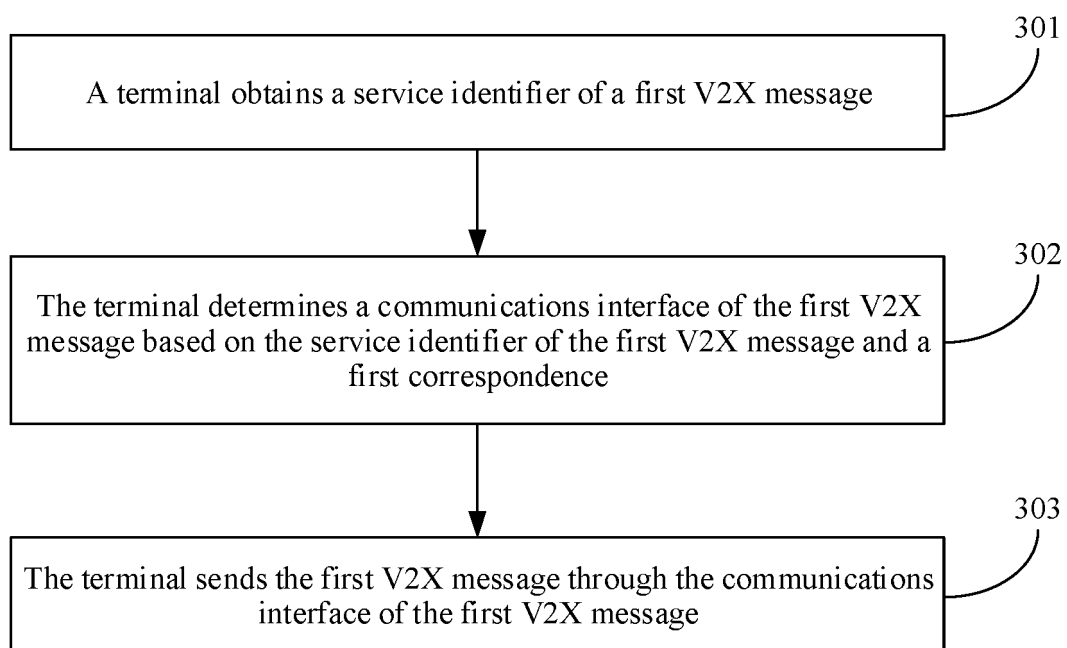 301
A terminal obtains a service identifier of a first V2X message
302
The terminal determines a communications interface of the first V2X
message based on the service identifier of the first V2X message and a
first correspondence
303
The terminal sends the first V2X message through the communications
interface of the first V2X message